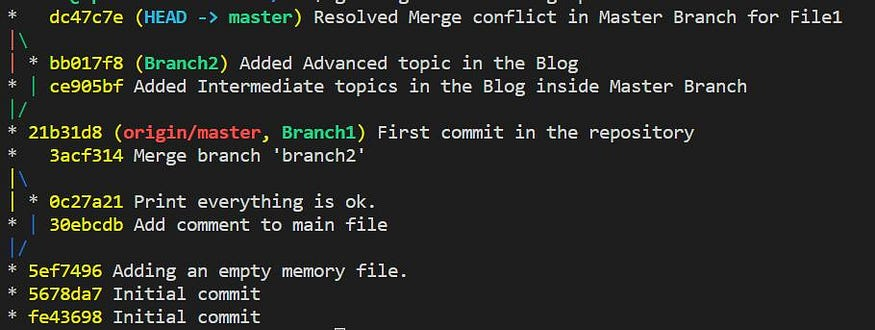 *   dc47c7e (HEAD -> master) Resolved Merge conflict in Master Branch for File1
|\
| * bb017f8 (Branch2) Added Advanced topic in the Blog
* | ce905bf Added Intermediate topics in the Blog inside Master Branch
|/
* 21b31d8 (origin/master, Branch1) First commit in the repository
*   3acf314 Merge branch 'branch2'
|\
| * 0c27a21 Print everything is ok.
* | 30ebcdb Add comment to main file
|/
* 5ef7496 Adding an empty memory file.
* 5678da7 Initial commit
* fe43698 Initial commit